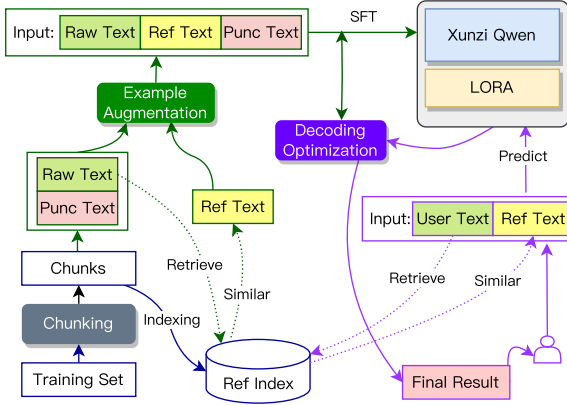 Input: Raw Text Ref Text Punc Text
SFT
Xunzi Qwen
LORA
Example
Augmentation
Decoding
Optimization
Predict
Raw Text
Punc Text
Ref Text
Input: User Text Ref Text
Retrieve
Similar
Retrieve
Similar
Chunks
Indexing
Chunking
Training Set
Ref Index
Final Result